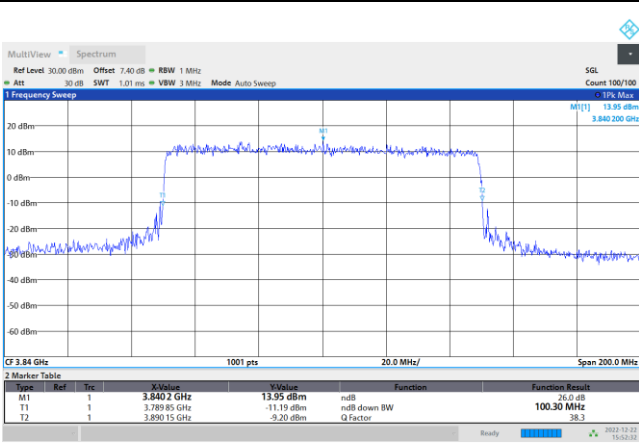 MultiView Spectrum
Ref Level 30.00 dBm Offset 7.40 dB RBW 1 MHz SGL
Att 30 dB SWT 1.01 ms VBW 3 MHz Mode Auto Sweep Count 100/100
1 Frequency Sweep 1Pk Max
M1[1] 13.95 dBm
3.840 200 GHz
M1
20 dBm
10 dBm
0 dBm
T1 T2
-10 dBm
-20 dBm
-30 dBm
-40 dBm
-50 dBm
-60 dBm
CF 3.84 GHz 1001 pts 20.0 MHz/ Span 200.0 MHz
2 Marker Table
Type Ref Trc X-Value Y-Value Function Function Result
M1 1 3.840 2 GHz 13.95 dBm ndB 26.0 dB
T1 1 3.789 85 GHz -11.19 dBm ndB down BW 100.30 MHz
T2 1 3.890 15 GHz -9.20 dBm Q Factor 38.3
Ready 2022-12-22
15:52:33